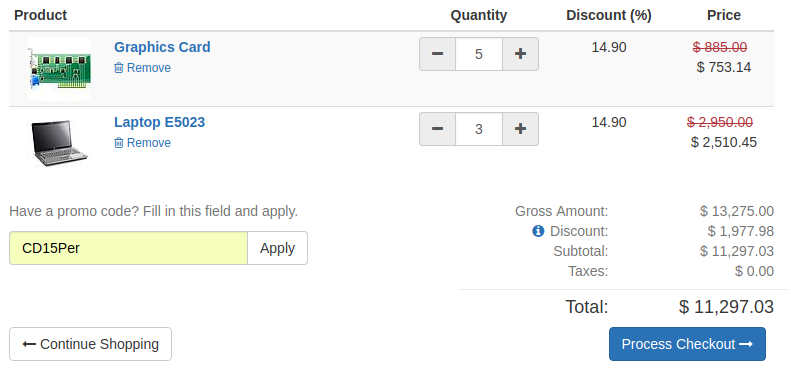 Product Quantity Discount (%) Price
Graphics Card 5 14.90 $ 885.00
Remove $ 753.14
Laptop E5023 3 14.90 $ 2,950.00
Remove $ 2,510.45
Have a promo code? Fill in this field and apply.
CD15Per Apply
Gross Amount: $ 13,275.00
Discount: $ 1,977.98
Subtotal: $ 11,297.03
Taxes: $ 0.00
Total: $ 11,297.03
Continue Shopping Process Checkout